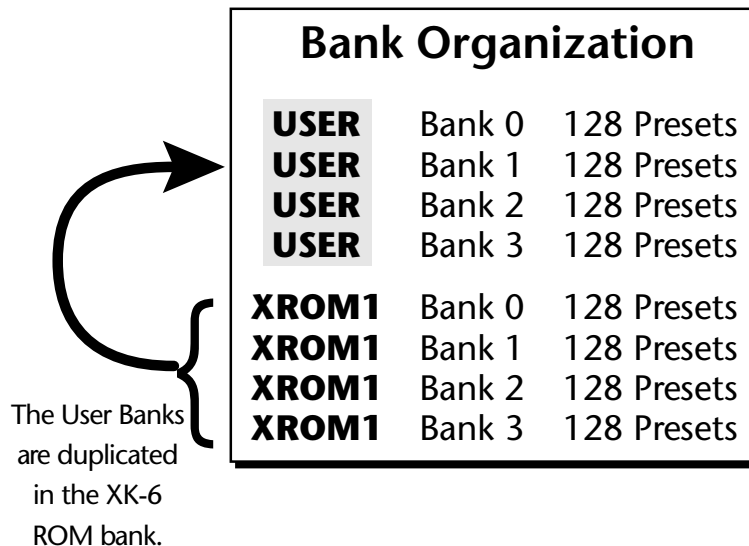 Bank Organization
USER Bank 0 128 Presets
USER Bank 1 128 Presets
USER Bank 2 128 Presets
USER Bank 3 128 Presets
XROM1 Bank 0 128 Presets
XROM1 Bank 1 128 Presets
XROM1 Bank 2 128 Presets
XROM1 Bank 3 128 Presets
The User Banks
are duplicated
in the XK-6
ROM bank.